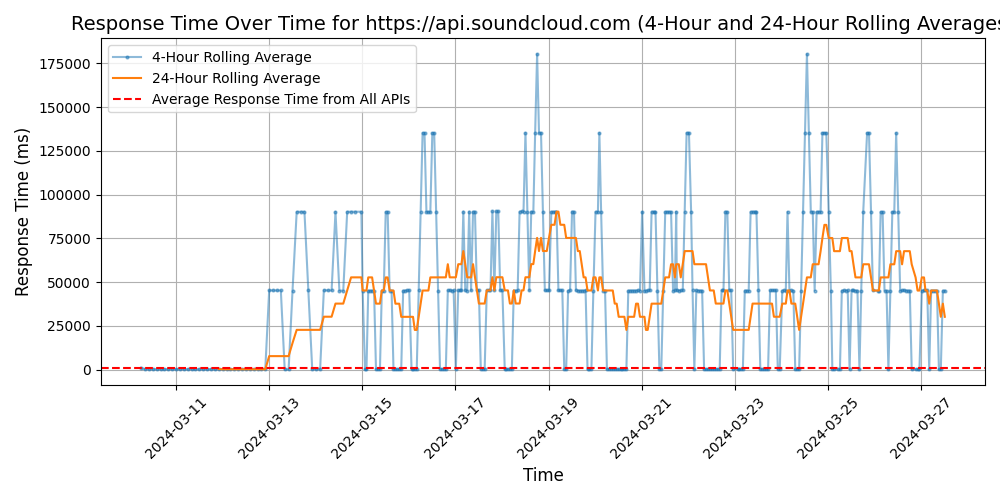 Response Time Over Time for https://api.soundcloud.com (4-Hour and 24-Hour Rolling Averages
4-Hour Rolling Average
24-Hour Rolling Average
Average Response Time from All APIs
Response Time (ms)
175000
150000
125000
100000
75000
50000
25000
0
2024-03-11
2024-03-13
2024-03-15
2024-03-17
2024-03-19
2024-03-21
2024-03-23
2024-03-25
2024-03-27
Time